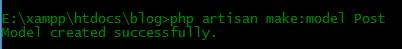 E:\xampp\htdocs\blog>php artisan make:model Post
Model created successfully.